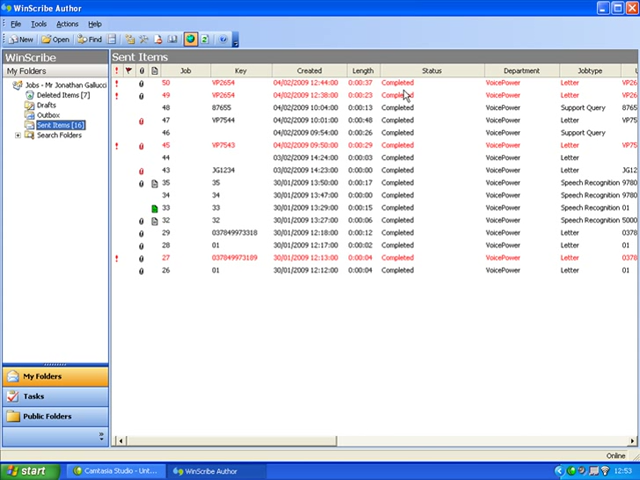 WinScribe Author
File Tools Actions Help
New Open Find
WinScribe Sent Items
My Folders Job Key Created Length Status Department Jobtype
Jobs - Mr Jonathan Gallucci
Deleted Items [7]
Drafts
Outbox
Sent Items [16]
Search Folders
50 VP2654 04/02/2009 12:44:00 0:00:37 Completed VoicePower Letter VP26
49 VP2654 04/02/2009 12:38:00 0:00:23 Completed VoicePower Letter VP26
48 87655 04/02/2009 10:04:00 0:00:13 Completed VoicePower Support Query 8765
47 VP7544 04/02/2009 10:01:00 0:00:48 Completed VoicePower Letter VP75
46 04/02/2009 09:54:00 0:00:26 Completed VoicePower Support Query
45 VP7543 04/02/2009 09:50:00 0:00:29 Completed VoicePower Letter VP75
44 03/02/2009 14:24:00 0:00:03 Completed VoicePower Letter
43 JG1234 03/02/2009 14:23:00 0:00:00 Completed VoicePower Letter JG12
35 35 30/01/2009 13:50:00 0:00:17 Completed VoicePower Speech Recognition 9780
34 34 30/01/2009 13:47:00 0:00:00 Completed VoicePower Speech Recognition
33 33 30/01/2009 13:29:00 0:00:15 Completed VoicePower Speech Recognition 01
32 32 30/01/2009 13:27:00 0:00:06 Completed VoicePower Speech Recognition 5000
29 037849973318 30/01/2009 12:18:00 0:00:12 Completed VoicePower Letter 0378
28 01 30/01/2009 12:17:00 0:00:02 Completed VoicePower Letter 01
27 037849973189 30/01/2009 12:13:00 0:00:04 Completed VoicePower Letter 0378
26 01 30/01/2009 12:12:00 0:00:04 Completed VoicePower Letter 01
My Folders
Tasks
Public Folders
Online
start Camtasia Studio - Unt... WinScribe Author 12:53